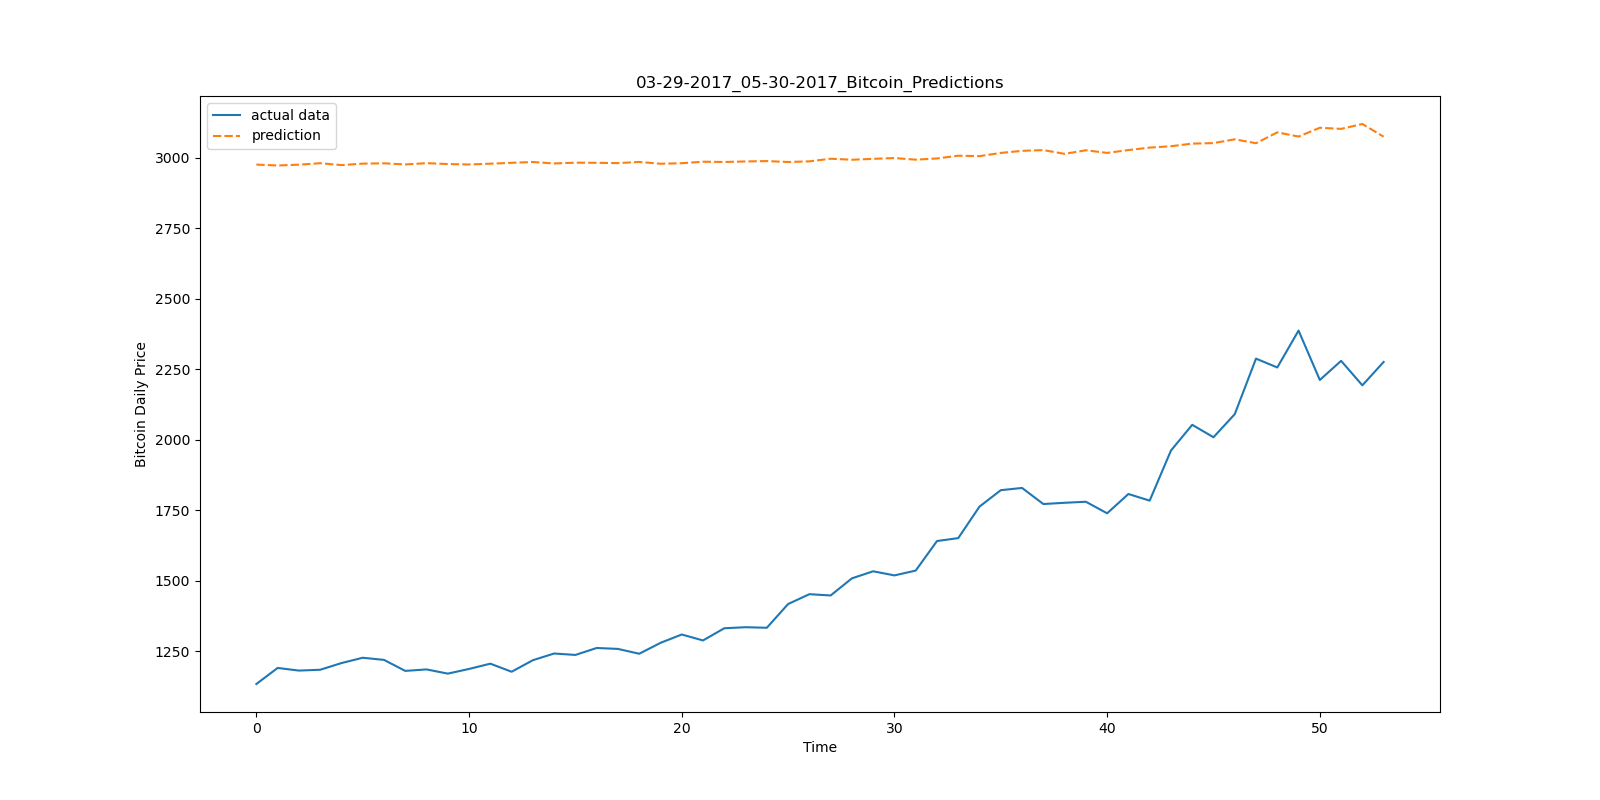 03-29-2017_05-30-2017_Bitcoin_Predictions
actual data
prediction
3000
2750
2500
2250
2000
1750
1500
1250
Bitcoin Daily Price
0 10 20 30 40 50
Time